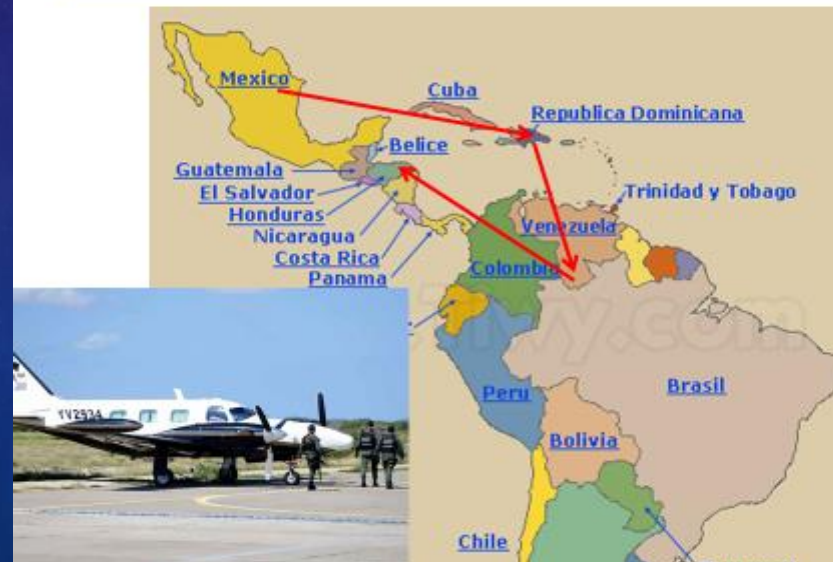 Mexico
Cuba
Republica Dominicana
Belice
Guatemala
El Salvador
Honduras
Nicaragua
Costa Rica
Panama
Trinidad y Tobago
Venezuela
Colombia
Peru
Brasil
Bolivia
Chile
YV2934